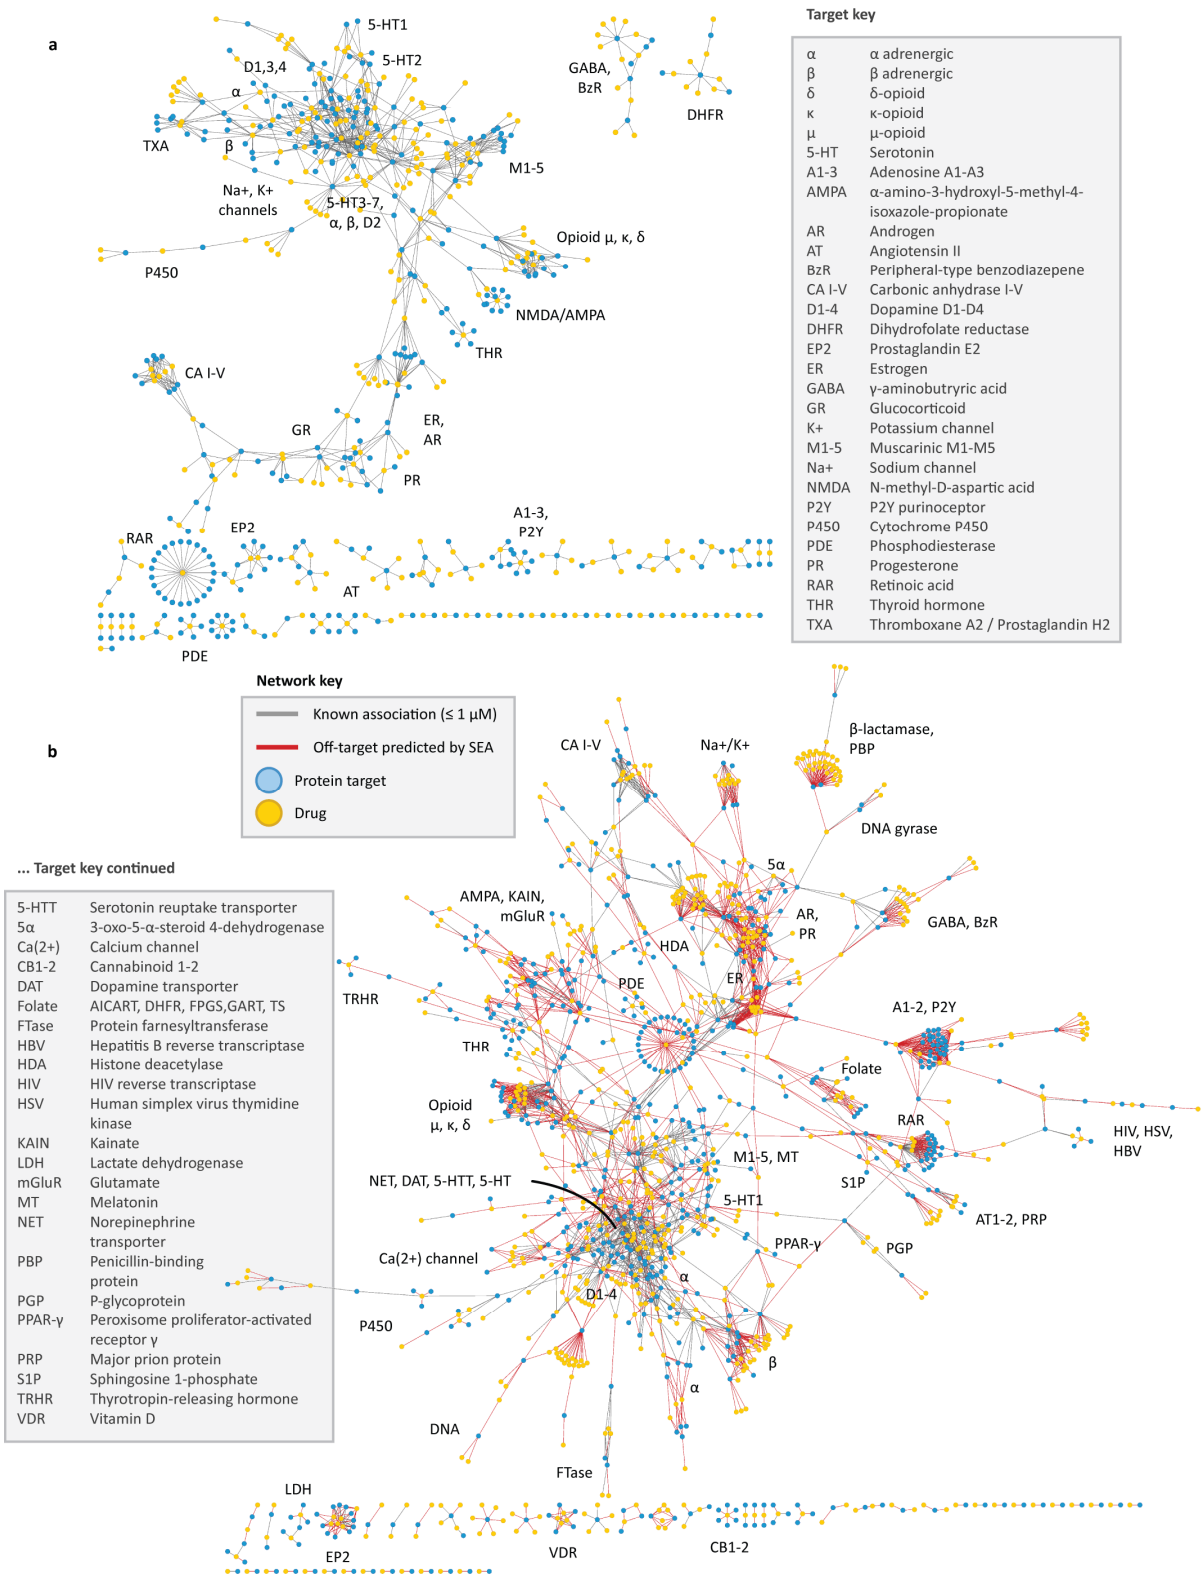 a
5-HT1
5-HT2
D1,3,4
α
TXA
β
M1-5
Na+, K+
channels
5-HT3-7,
α, β, D2
P450
Opioid μ, κ, δ
NMDA/AMPA
THR
CA I-V
GR
ER,
AR
PR
GABA,
BzR
DHFR
RAR
EP2
AT
A1-3,
P2Y
PDE
Target key
α α adrenergic
β β adrenergic
δ δ-opioid
κ κ-opioid
μ μ-opioid
5-HT Serotonin
A1-3 Adenosine A1-A3
AMPA α-amino-3-hydroxyl-5-methyl-4-
isoxazole-propionate
AR Androgen
AT Angiotensin II
BzR Peripheral-type benzodiazepene
CA I-V Carbonic anhydrase I-V
D1-4 Dopamine D1-D4
DHFR Dihydrofolate reductase
EP2 Prostaglandin E2
ER Estrogen
GABA γ-aminobutryric acid
GR Glucocorticoid
K+ Potassium channel
M1-5 Muscarinic M1-M5
Na+ Sodium channel
NMDA N-methyl-D-aspartic acid
P2Y P2Y purinoceptor
P450 Cytochrome P450
PDE Phosphodiesterase
PR Progesterone
RAR Retinoic acid
THR Thyroid hormone
TXA Thromboxane A2 / Prostaglandin H2
Network key
Known association (≤ 1 μM)
Off-target predicted by SEA
Protein target
Drug
b
... Target key continued
5-HTT Serotonin reuptake transporter
5α 3-oxo-5-α-steroid 4-dehydrogenase
Ca(2+) Calcium channel
CB1-2 Cannabinoid 1-2
DAT Dopamine transporter
Folate AICART, DHFR, FPGS,GART, TS
FTase Protein farnesyltransferase
HBV Hepatitis B reverse transcriptase
HDA Histone deacetylase
HIV HIV reverse transcriptase
HSV Human simplex virus thymidine
kinase
KAIN Kainate
LDH Lactate dehydrogenase
mGluR Glutamate
MT Melatonin
NET Norepinephrine
transporter
PBP Penicillin-binding
protein
PGP P-glycoprotein
PPAR-γ Peroxisome proliferator-activated
receptor γ
PRP Major prion protein
S1P Sphingosine 1-phosphate
TRHR Thyrotropin-releasing hormone
VDR Vitamin D
CA I-V
Na+/K+
β-lactamase,
PBP
DNA gyrase
5α
AMPA, KAIN,
mGluR
AR,
PR
GABA, BzR
HDA
PDE
ER
TRHR
THR
A1-2, P2Y
Folate
Opioid
μ, κ, δ
RAR
HIV, HSV,
HBV
M1-5, MT
S1P
NET, DAT, 5-HTT, 5-HT
5-HT1
AT1-2, PRP
PPAR-γ
PGP
Ca(2+) channel
α
D1-4
P450
β
α
DNA
FTase
LDH
EP2
VDR
CB1-2